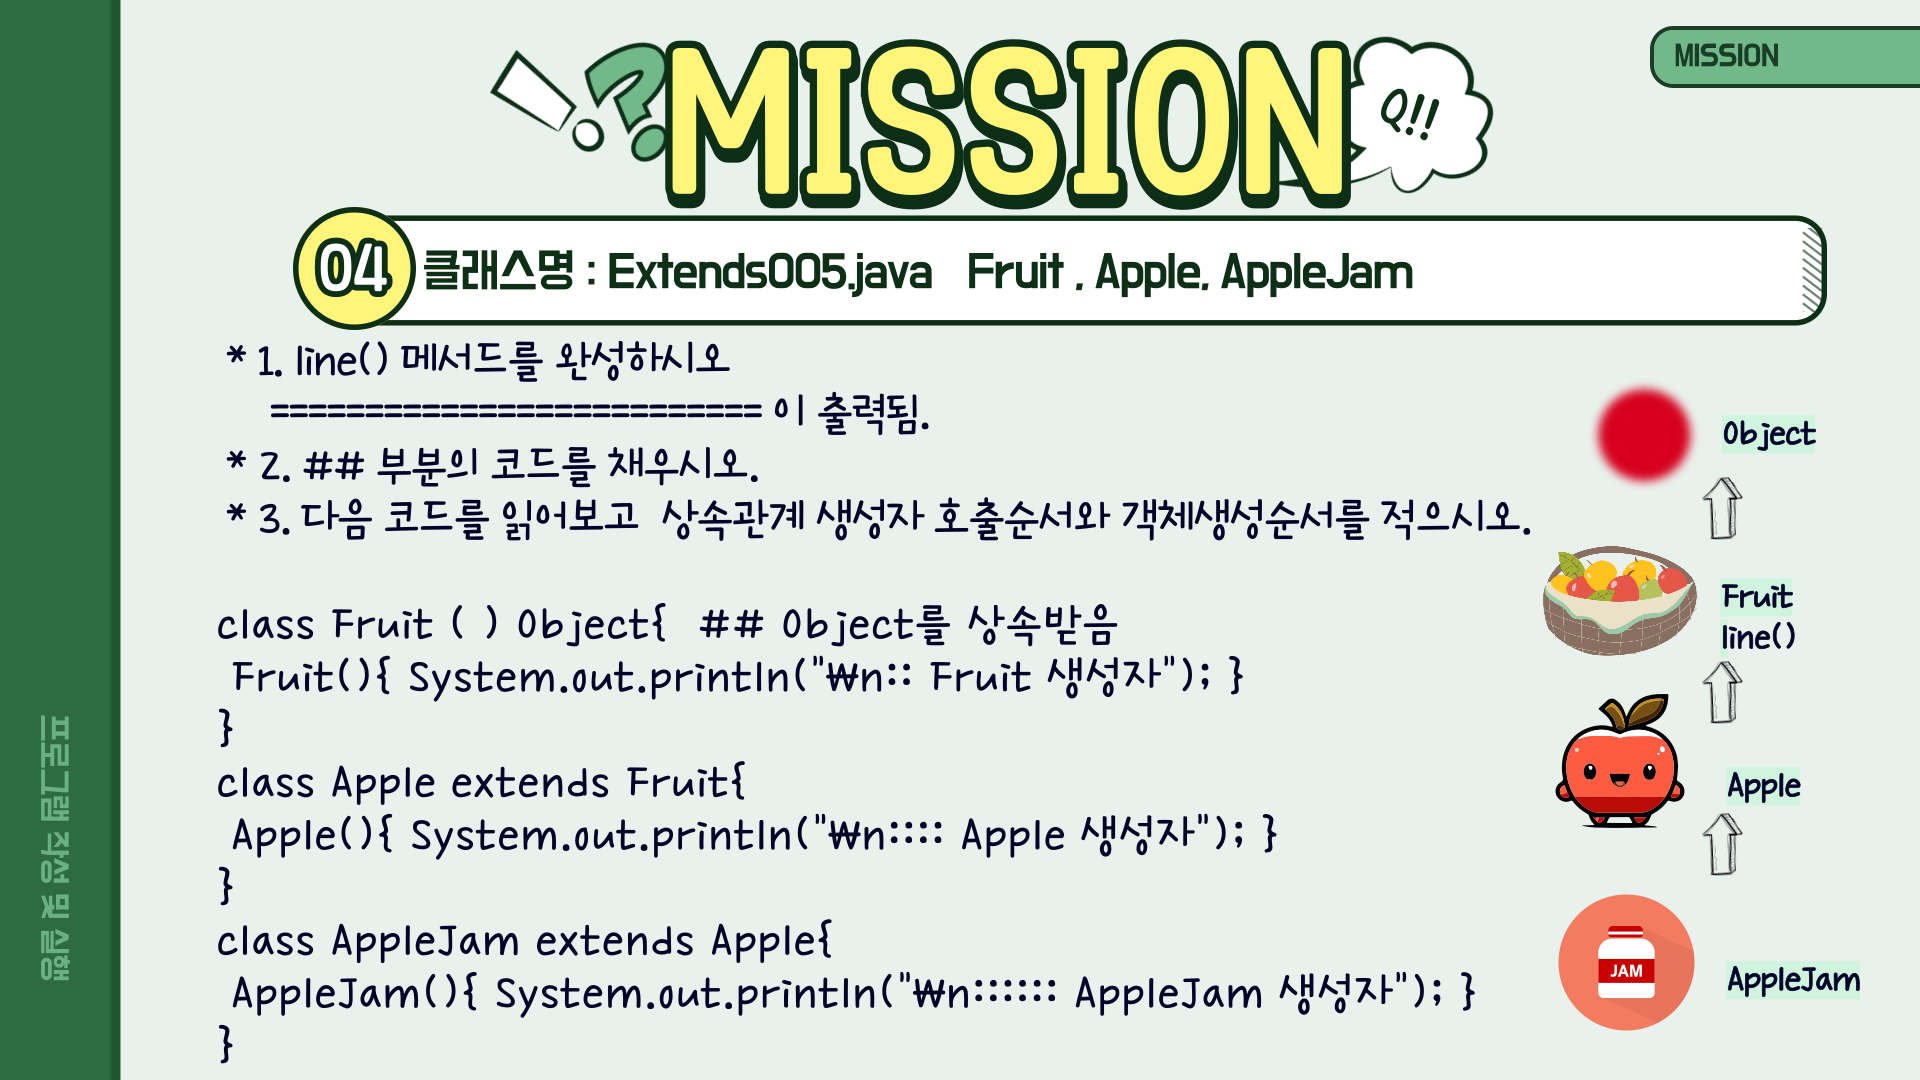 MISSION
!?
MISSION
Q!!
04
클래스명 : Extends005.java   Fruit , Apple, AppleJam
* 1. line() 메서드를 완성하시오
========================== 이 출력됨.
* 2. ## 부분의 코드를 채우시오.
* 3. 다음 코드를 읽어보고  상속관계 생성자 호출순서와 객체생성순서를 적으시오.
class Fruit ( ) Object{  ## Object를 상속받음
Fruit(){ System.out.println("₩n:: Fruit 생성자"); }
}
class Apple extends Fruit{
Apple(){ System.out.println("₩n:::: Apple 생성자"); }
}
class AppleJam extends Apple{
AppleJam(){ System.out.println("₩n:::::: AppleJam 생성자"); }
}
Object
Fruit
line()
Apple
JAM
AppleJam
프로그램 작성 및 실행